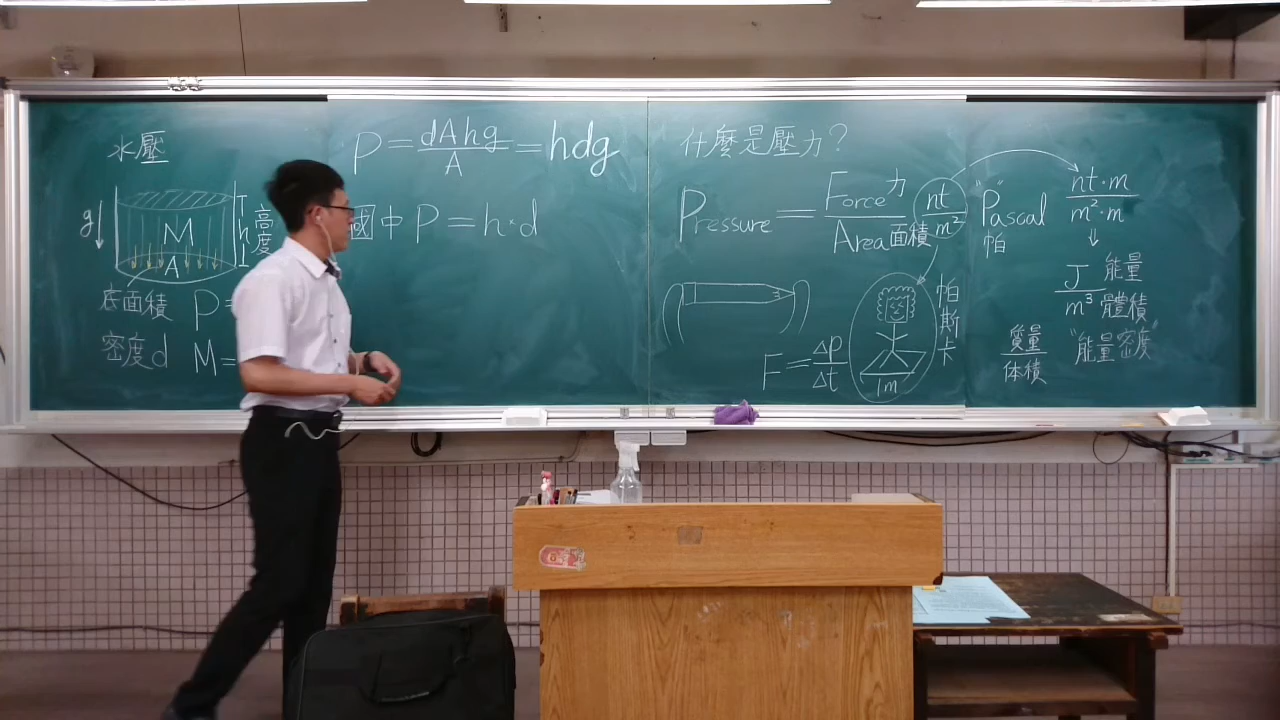 水壓
g
M
A
h
高度
底面積 P=
密度d M=
P = dAhg/A = hdg
國中 P = h·d
什麼是壓力?
Pressure = Force力/Area面積 nt/m²
"Pascal
帕
F = ΔP/Δt
1m
帕斯卡
nt·m/m²·m
⇓
J/m³ 能量/體積
"能量密度"
質量/体積